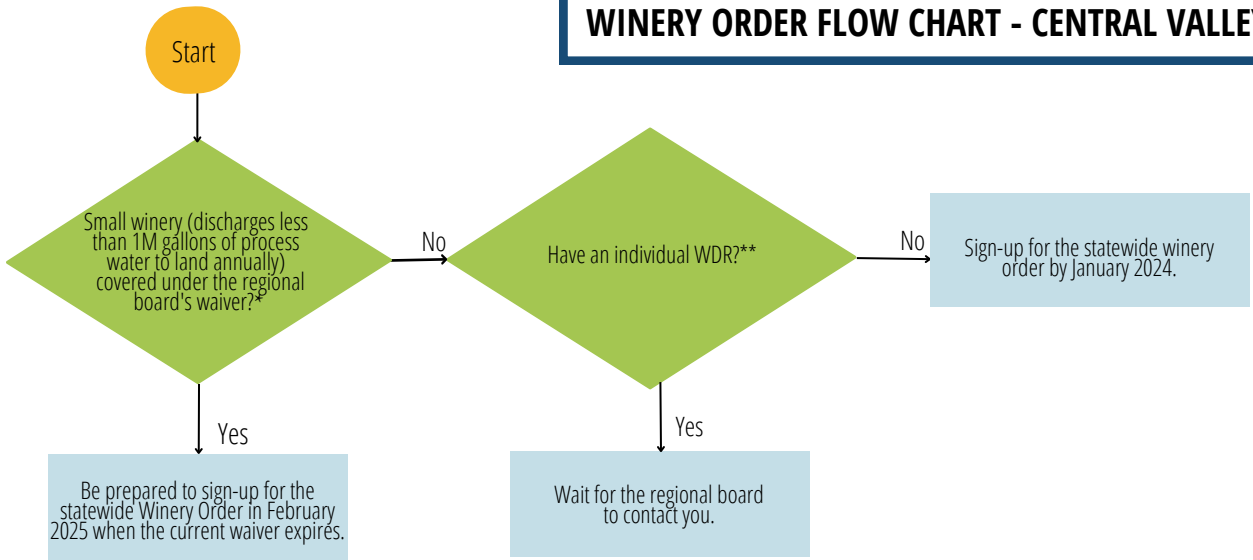 WINERY ORDER FLOW CHART - CENTRAL VALLEY
Start
Small winery (discharges less
than 1M gallons of process
water to land annually)
covered under the regional
board's waiver?*
No
Have an individual WDR?**
No
Sign-up for the statewide winery
order by January 2024.
Yes
Be prepared to sign-up for the
statewide Winery Order in February
2025 when the current waiver expires.
Yes
Wait for the regional board
to contact you.